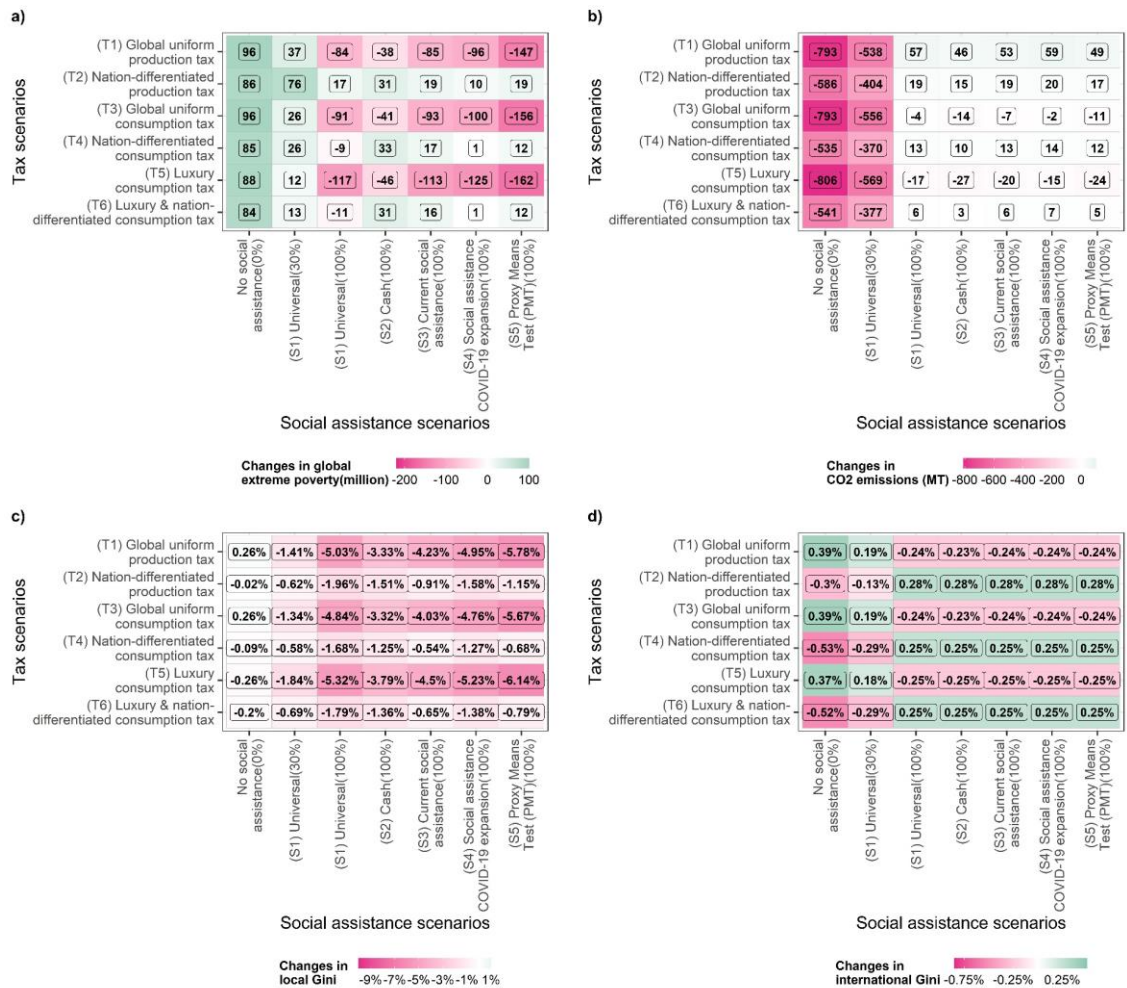 a)
Tax scenarios
(T1) Global uniform
production tax
96 37 -84 -38 -85 -96 -147
(T2) Nation-differentiated
production tax
86 76 17 31 19 10 19
(T3) Global uniform
consumption tax
96 26 -91 -41 -93 -100 -156
(T4) Nation-differentiated
consumption tax
85 26 -9 33 17 1 12
(T5) Luxury
consumption tax
88 12 -117 -46 -113 -125 -162
(T6) Luxury & nation-
differentiated consumption tax
84 13 -11 31 16 1 12
No social
assistance(0%)
(S1) Universal(30%)
(S1) Universal(100%)
(S2) Cash(100%)
(S3) Current social
assistance(100%)
(S4) Social assistance
COVID-19 expansion(100%)
(S5) Proxy Means
Test (PMT)(100%)
Social assistance scenarios
Changes in global
extreme poverty(million)
-200 -100 0 100
b)
Tax scenarios
(T1) Global uniform
production tax
-793 -538 57 46 53 59 49
(T2) Nation-differentiated
production tax
-586 -404 19 15 19 20 17
(T3) Global uniform
consumption tax
-793 -556 -4 -14 -7 -2 -11
(T4) Nation-differentiated
consumption tax
-535 -370 13 10 13 14 12
(T5) Luxury
consumption tax
-806 -569 -17 -27 -20 -15 -24
(T6) Luxury & nation-
differentiated consumption tax
-541 -377 6 3 6 7 5
No social
assistance(0%)
(S1) Universal(30%)
(S1) Universal(100%)
(S2) Cash(100%)
(S3) Current social
assistance(100%)
(S4) Social assistance
COVID-19 expansion(100%)
(S5) Proxy Means
Test (PMT)(100%)
Social assistance scenarios
Changes in
CO2 emissions (MT)
-800 -600 -400 -200 0
c)
Tax scenarios
(T1) Global uniform
production tax
0.26% -1.41% -5.03% -3.33% -4.23% -4.95% -5.78%
(T2) Nation-differentiated
production tax
-0.02% -0.62% -1.96% -1.51% -0.91% -1.58% -1.15%
(T3) Global uniform
consumption tax
0.26% -1.34% -4.84% -3.32% -4.03% -4.76% -5.67%
(T4) Nation-differentiated
consumption tax
-0.09% -0.58% -1.68% -1.25% -0.54% -1.27% -0.68%
(T5) Luxury
consumption tax
-0.26% -1.84% -5.32% -3.79% -4.5% -5.23% -6.14%
(T6) Luxury & nation-
differentiated consumption tax
-0.2% -0.69% -1.79% -1.36% -0.65% -1.38% -0.79%
No social
assistance(0%)
(S1) Universal(30%)
(S1) Universal(100%)
(S2) Cash(100%)
(S3) Current social
assistance(100%)
(S4) Social assistance
COVID-19 expansion(100%)
(S5) Proxy Means
Test (PMT)(100%)
Social assistance scenarios
Changes in
local Gini
-9% -7% -5% -3% -1% 1%
d)
Tax scenarios
(T1) Global uniform
production tax
0.39% 0.19% -0.24% -0.23% -0.24% -0.24% -0.24%
(T2) Nation-differentiated
production tax
-0.3% -0.13% 0.28% 0.28% 0.28% 0.28% 0.28%
(T3) Global uniform
consumption tax
0.39% 0.19% -0.24% -0.23% -0.24% -0.24% -0.24%
(T4) Nation-differentiated
consumption tax
-0.53% -0.29% 0.25% 0.25% 0.25% 0.25% 0.25%
(T5) Luxury
consumption tax
0.37% 0.18% -0.25% -0.25% -0.25% -0.25% -0.25%
(T6) Luxury & nation-
differentiated consumption tax
-0.52% -0.29% 0.25% 0.25% 0.25% 0.25% 0.25%
No social
assistance(0%)
(S1) Universal(30%)
(S1) Universal(100%)
(S2) Cash(100%)
(S3) Current social
assistance(100%)
(S4) Social assistance
COVID-19 expansion(100%)
(S5) Proxy Means
Test (PMT)(100%)
Social assistance scenarios
Changes in
international Gini
-0.75% -0.25% 0.25%